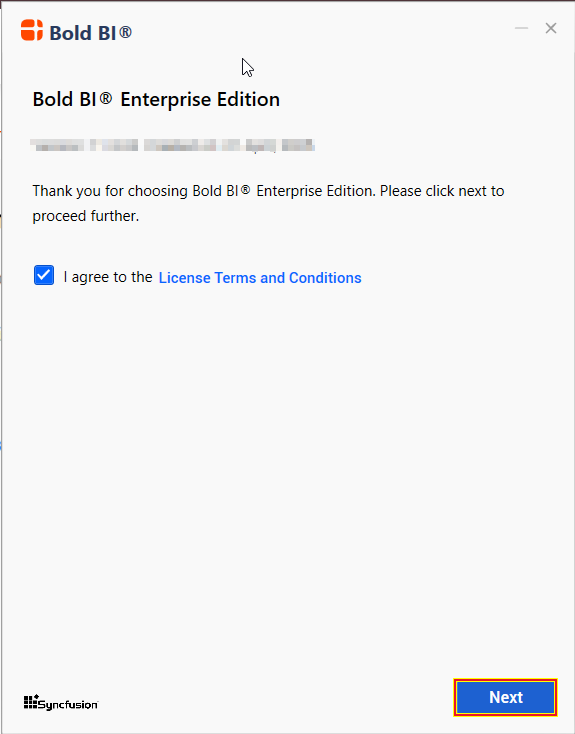 Bold BI®
Bold BI® Enterprise Edition
Thank you for choosing Bold BI® Enterprise Edition. Please click next to
proceed further.
I agree to the License Terms and Conditions
Syncfusion
Next